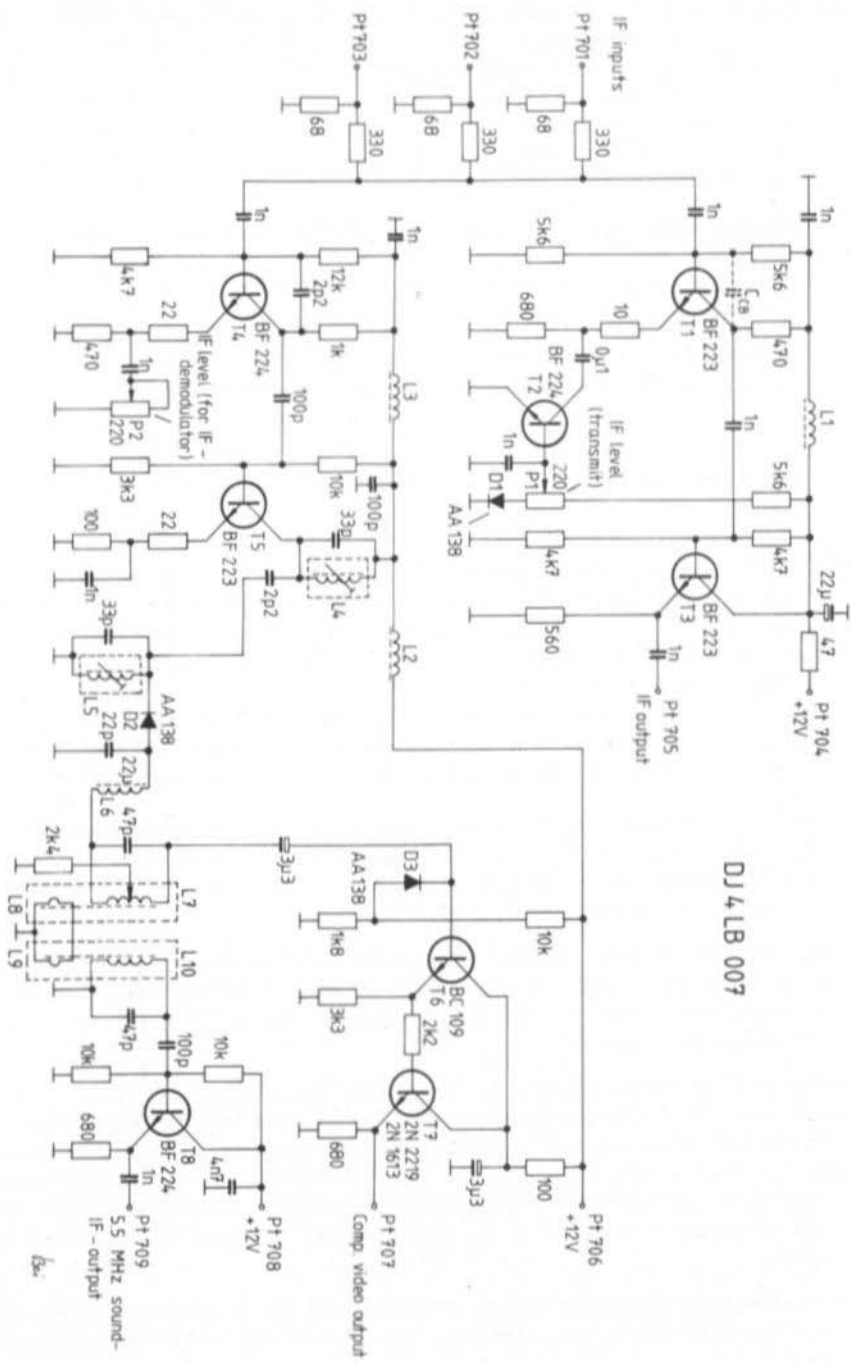 DJ4LB 007
IF inputs
Pt 701
Pt 702
Pt 703
330
68
330
68
330
68
1n
5k6
CCB
470
L1
5k6
4k7
22µ
47
Pt 704
+12V
1n
T1
BF 223
1n
T3
BF 223
5k6
680
10
0µ1
BF 224
T2
IF level
(transmit)
220
P1
1n
D1
AA 138
4k7
560
1n
Pt 705
IF output
1n
12k
2p2
1k
L3
10k
100p
33p
L4
L2
1n
T4
BF 224
100p
T5
BF 223
2p2
4k7
22
470
1n
IF level (for IF-
demodulator)
P2
220
3k3
22
100
1n
33p
L5
AA 138
D2
22p
22µ
L6
47p
3µ3
2k4
L7
L8
L9
L10
47p
100p
D3
AA 138
10k
1k8
BC 109
T6
3k3
2k2
T7
2N 2219
2N 1613
680
3µ3
100
Pt 706
+12V
Pt 707
Comp. video output
10k
10k
T8
BF 224
680
1n
4n7
Pt 708
+12V
Pt 709
5.5 MHz sound-
IF-output